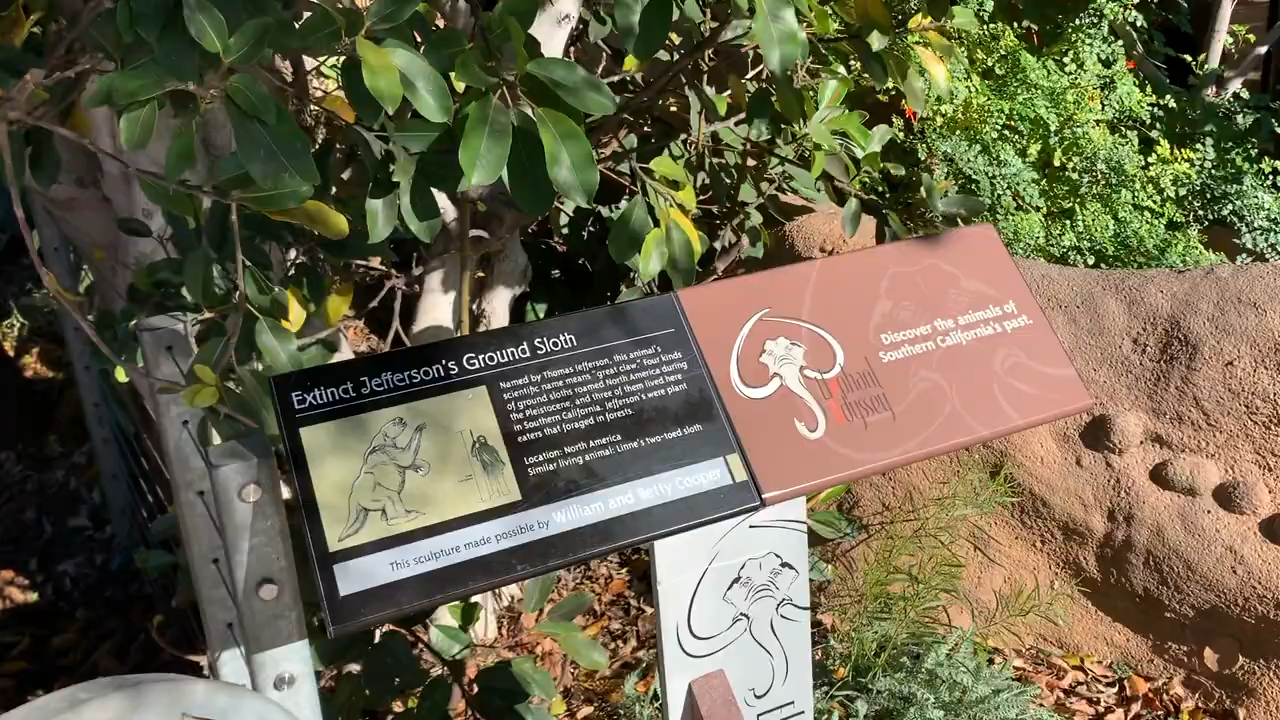 Extinct Jefferson's Ground Sloth
Named by Thomas Jefferson, this animal's
scientific name means "great claw." Four kinds
of ground sloths roamed North America during
the Pleistocene, and three of them lived here
in Southern California. Jefferson's were plant
eaters that foraged in forests.
Location: North America
Similar living animal: Linne's two-toed sloth
This sculpture made possible by William and Betty Cooper
Discover the animals of
Southern California's past.
Odyssey